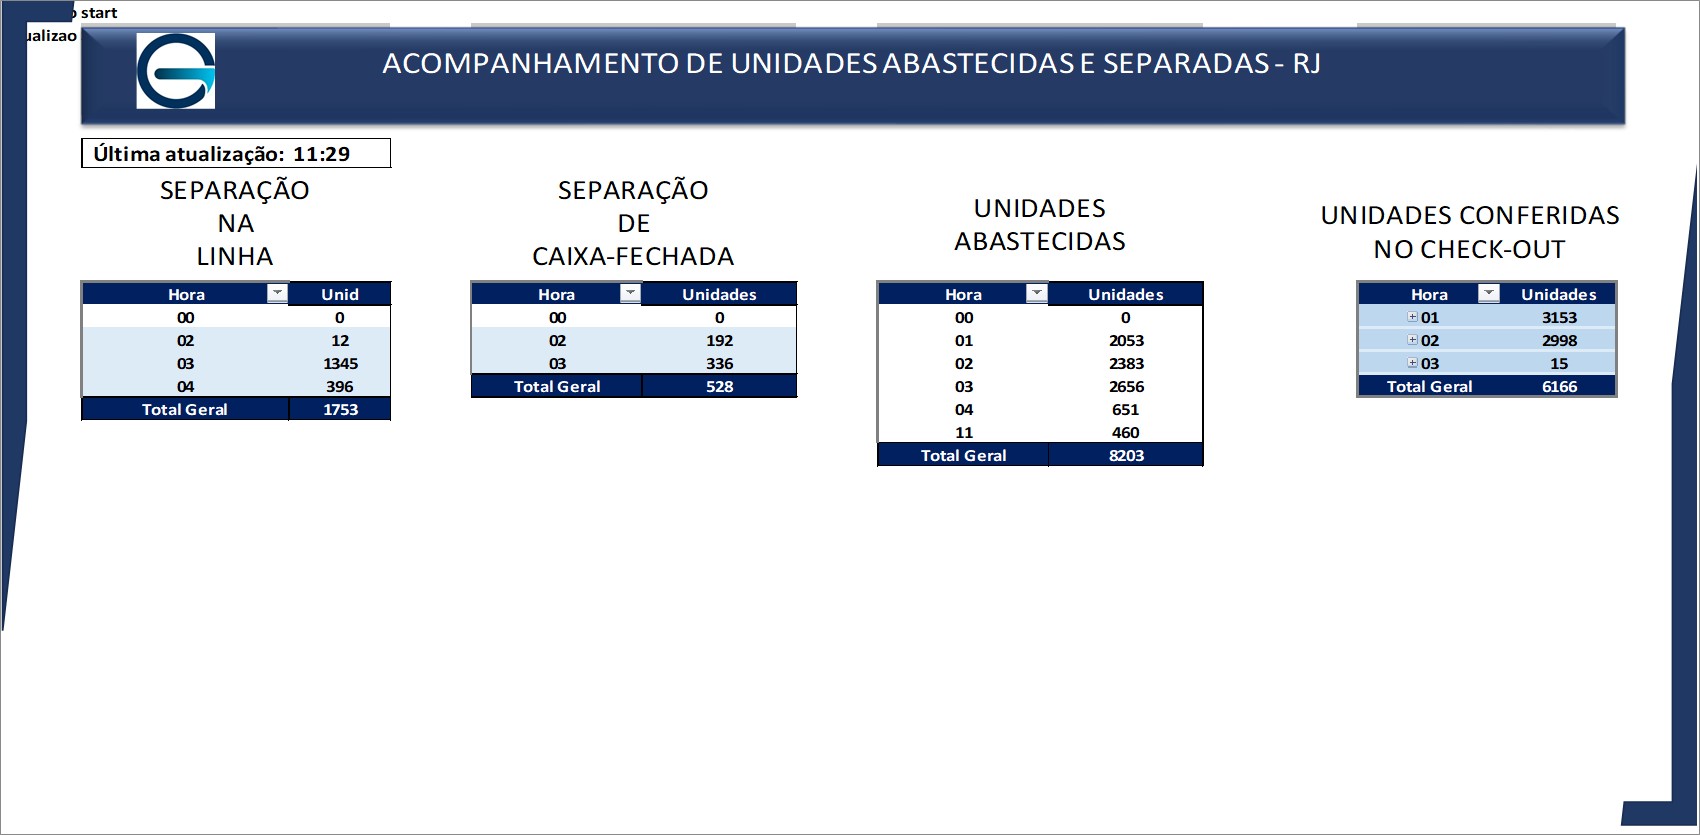 start
ACOMPANHAMENTO DE UNIDADES ABASTECIDAS E SEPARADAS - RJ
Última atualização: 11:29
SEPARAÇÃO
NA
LINHA
Hora Unid
00 0
02 12
03 1345
04 396
Total Geral 1753
SEPARAÇÃO
DE
CAIXA-FECHADA
Hora Unidades
00 0
02 192
03 336
Total Geral 528
UNIDADES
ABASTECIDAS
Hora Unidades
00 0
01 2053
02 2383
03 2656
04 651
11 460
Total Geral 8203
UNIDADES CONFERIDAS
NO CHECK-OUT
Hora Unidades
01 3153
02 2998
03 15
Total Geral 6166